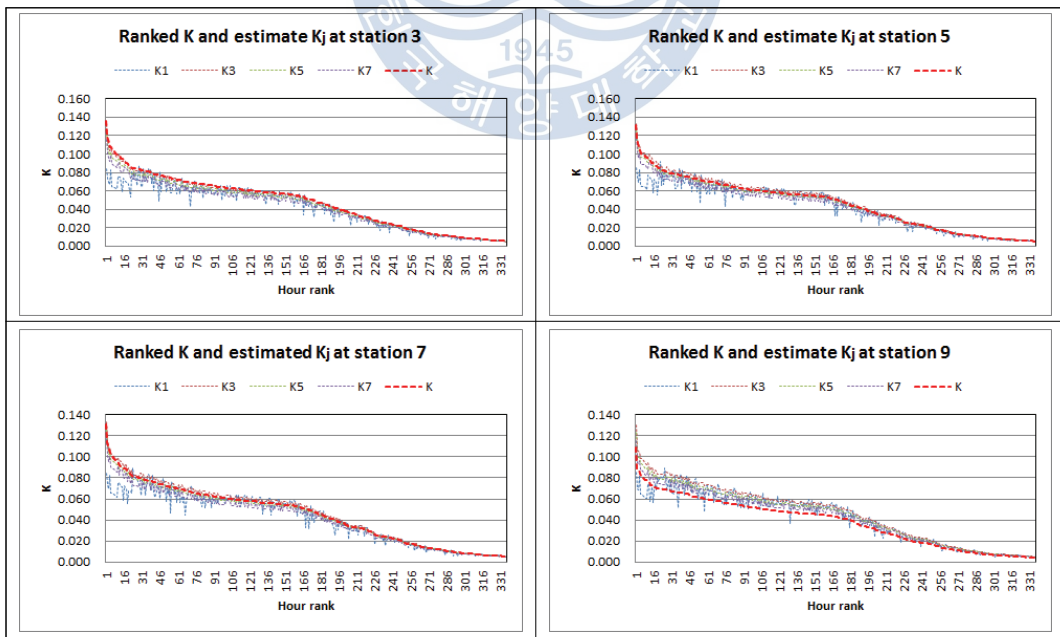 Ranked K and estimate Kj at station 3
K1 K3 K5 K7 K
0.160
0.140
0.120
0.100
0.080
0.060
0.040
0.020
0.000
K
1 16 31 46 61 76 91 106 121 136 151 166 181 196 211 226 241 256 271 286 301 316 331
Hour rank
Ranked K and estimate Kj at station 5
K1 K3 K5 K7 K
0.160
0.140
0.120
0.100
0.080
0.060
0.040
0.020
0.000
K
1 16 31 46 61 76 91 106 121 136 151 166 181 196 211 226 241 256 271 286 301 316 331
Hour rank
1945
한국해양대학교
Ranked K and estimated Kj at station 7
K1 K3 K5 K7 K
0.140
0.120
0.100
0.080
0.060
0.040
0.020
0.000
K
1 16 31 46 61 76 91 106 121 136 151 166 181 196 211 226 241 256 271 286 301 316 331
Hour rank
Ranked K and estimate Kj at station 9
K1 K3 K5 K7 K
0.140
0.120
0.100
0.080
0.060
0.040
0.020
0.000
K
1 16 31 46 61 76 91 106 121 136 151 166 181 196 211 226 241 256 271 286 301 316 331
Hour rank